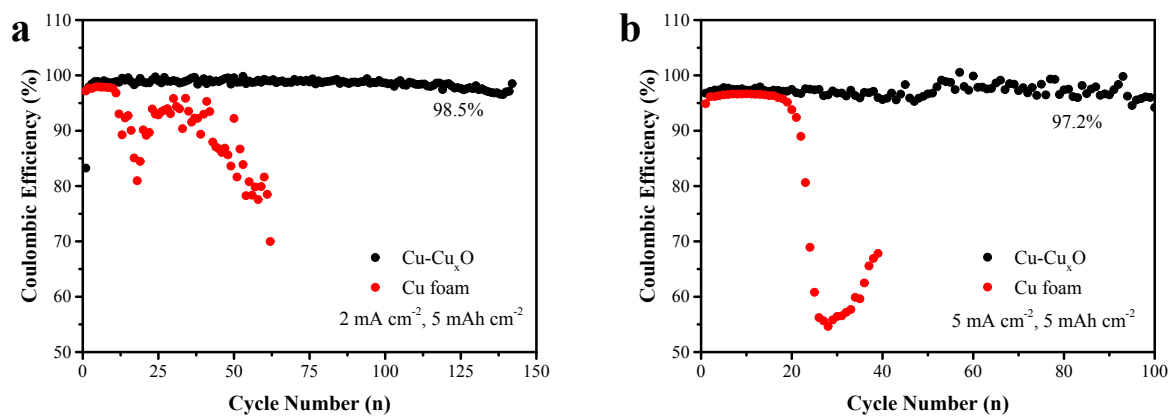 a
110
100
90
80
70
60
50
Coulombic Efficiency (%)
98.5%
Cu-CuₓO
Cu foam
2 mA cm⁻², 5 mAh cm⁻²
0 25 50 75 100 125 150
Cycle Number (n)
b
110
100
90
80
70
60
50
Coulombic Efficiency (%)
97.2%
Cu-CuₓO
Cu foam
5 mA cm⁻², 5 mAh cm⁻²
0 20 40 60 80 100
Cycle Number (n)